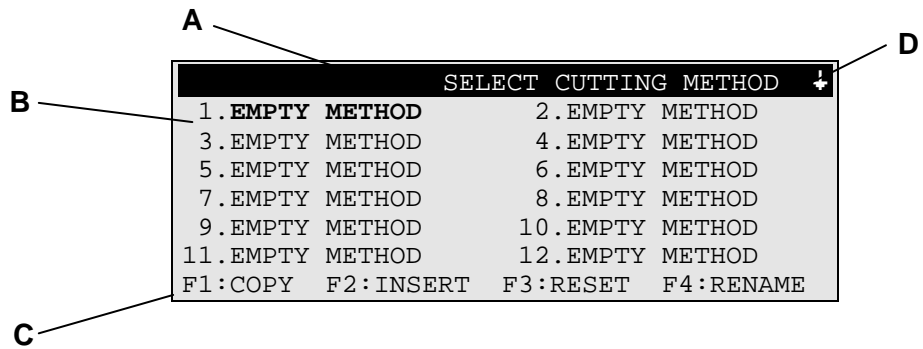 A
D
SELECT CUTTING METHOD
B
1.EMPTY METHOD 2.EMPTY METHOD
3.EMPTY METHOD 4.EMPTY METHOD
5.EMPTY METHOD 6.EMPTY METHOD
7.EMPTY METHOD 8.EMPTY METHOD
9.EMPTY METHOD 10.EMPTY METHOD
11.EMPTY METHOD 12.EMPTY METHOD
F1:COPY F2:INSERT F3:RESET F4:RENAME
C